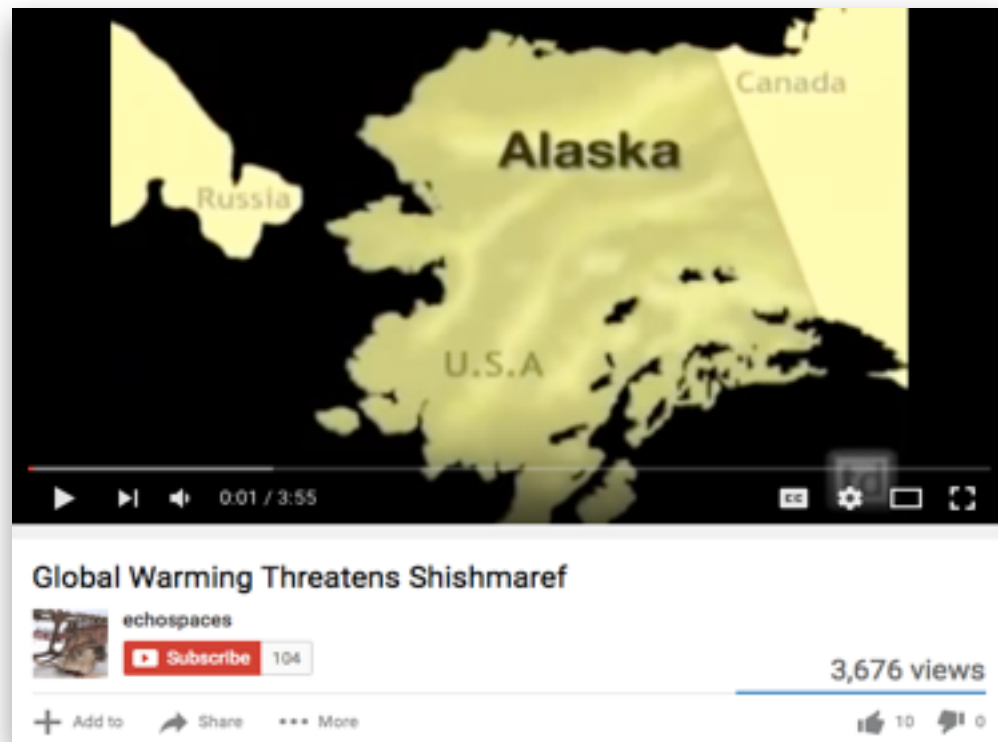 Canada
Alaska
Russia
U.S.A
0:01 / 3:55
CC
Global Warming Threatens Shishmaref
echospaces
Subscribe 104
3,676 views
Add to Share More
10 0